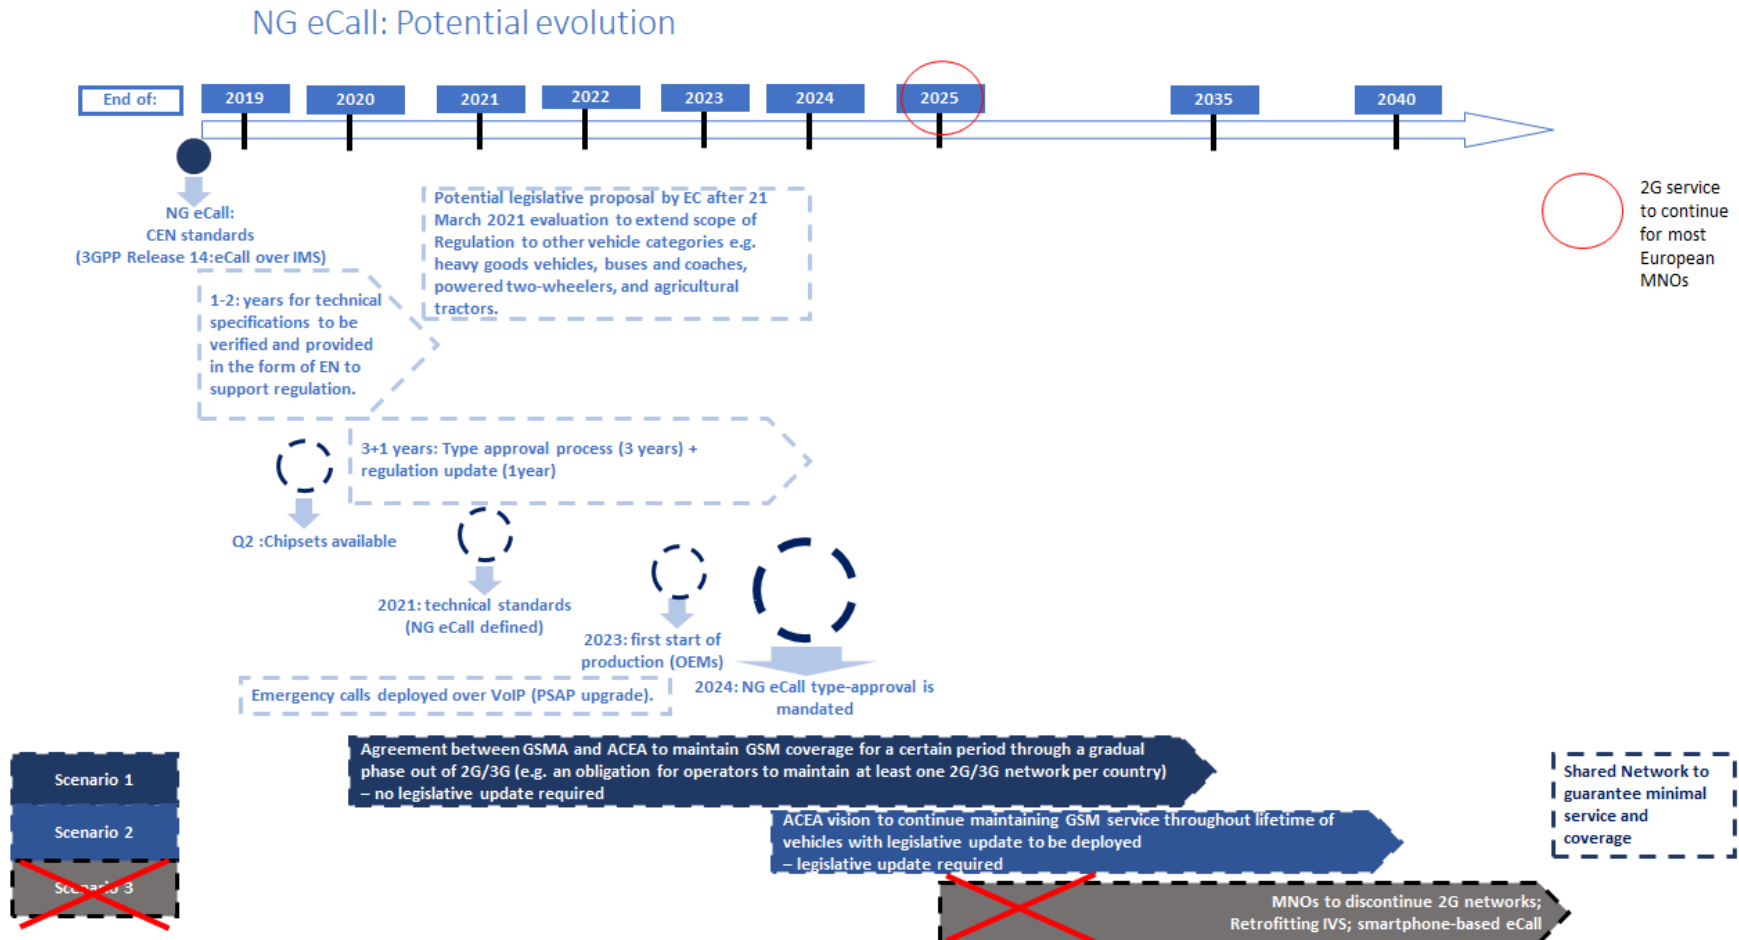 NG eCall: Potential evolution
End of:
2019
2020
2021
2022
2023
2024
2025
2035
2040
2G service
to continue
for most
European
MNOs
NG eCall:
CEN standards
(3GPP Release 14:eCall over IMS)
Potential legislative proposal by EC after 21
March 2021 evaluation to extend scope of
Regulation to other vehicle categories e.g.
heavy goods vehicles, buses and coaches,
powered two-wheelers, and agricultural
tractors.
1-2: years for technical
specifications to be
verified and provided
in the form of EN to
support regulation.
3+1 years: Type approval process (3 years) +
regulation update (1year)
Q2 :Chipsets available
2021: technical standards
(NG eCall defined)
2023: first start of
production (OEMs)
2024: NG eCall type-approval is
mandated
Emergency calls deployed over VoIP (PSAP upgrade).
Scenario 1
Agreement between GSMA and ACEA to maintain GSM coverage for a certain period through a gradual
phase out of 2G/3G (e.g. an obligation for operators to maintain at least one 2G/3G network per country)
– no legislative update required
Scenario 2
ACEA vision to continue maintaining GSM service throughout lifetime of
vehicles with legislative update to be deployed
– legislative update required
Scenario 3
MNOs to discontinue 2G networks;
Retrofitting IVS; smartphone-based eCall
Shared Network to
guarantee minimal
service and
coverage